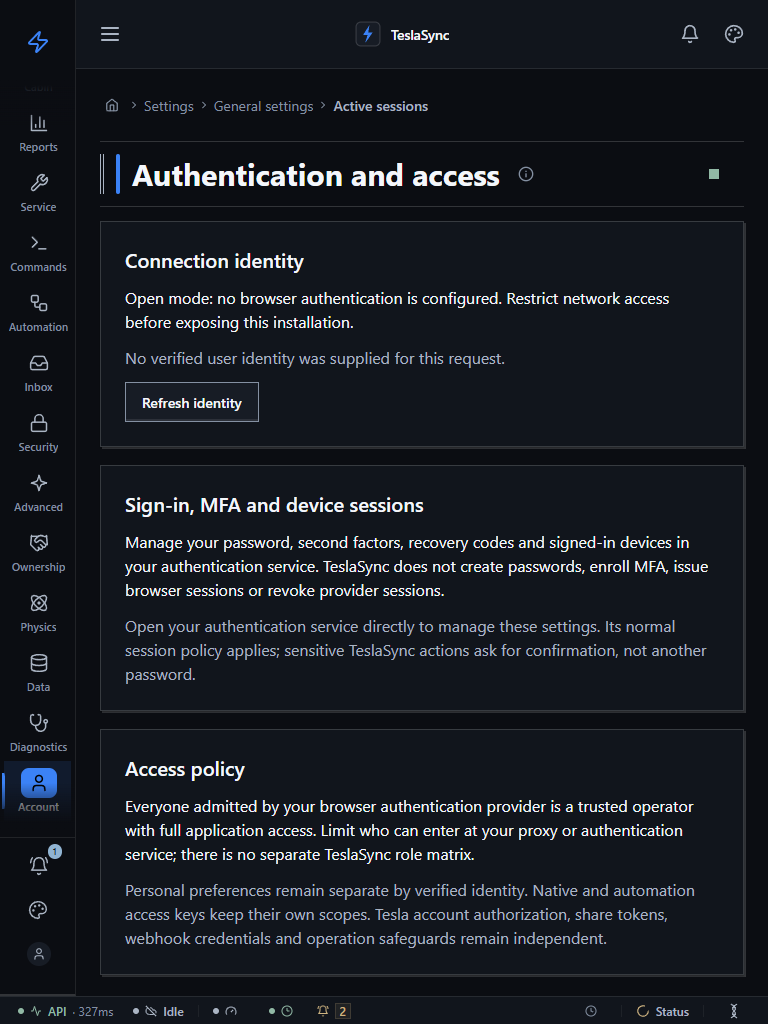 TeslaSync
Reports
Service
Commands
Automation
Inbox
Security
Advanced
Ownership
Physics
Data
Diagnostics
Account
1
Settings > General settings > Active sessions
Authentication and access
Connection identity
Open mode: no browser authentication is configured. Restrict network access
before exposing this installation.
No verified user identity was supplied for this request.
Refresh identity
Sign-in, MFA and device sessions
Manage your password, second factors, recovery codes and signed-in devices in
your authentication service. TeslaSync does not create passwords, enroll MFA, issue
browser sessions or revoke provider sessions.
Open your authentication service directly to manage these settings. Its normal
session policy applies; sensitive TeslaSync actions ask for confirmation, not another
password.
Access policy
Everyone admitted by your browser authentication provider is a trusted operator
with full application access. Limit who can enter at your proxy or authentication
service; there is no separate TeslaSync role matrix.
Personal preferences remain separate by verified identity. Native and automation
access keys keep their own scopes. Tesla account authorization, share tokens,
webhook credentials and operation safeguards remain independent.
API · 327ms Idle 2 Status